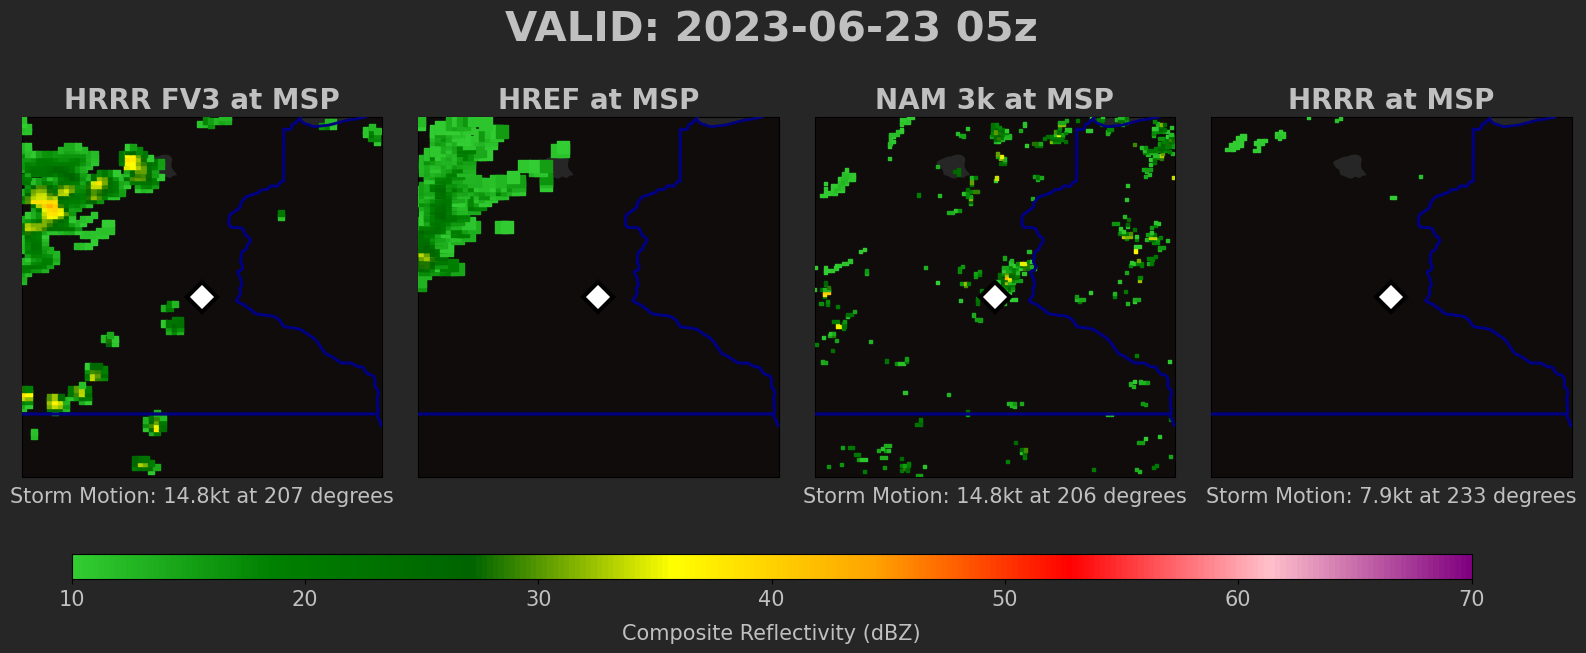 VALID: 2023-06-23 05z
HRRR FV3 at MSP
HREF at MSP
NAM 3k at MSP
HRRR at MSP
Storm Motion: 14.8kt at 207 degrees
Storm Motion: 14.8kt at 206 degrees
Storm Motion: 7.9kt at 233 degrees
10 20 30 40 50 60 70
Composite Reflectivity (dBZ)